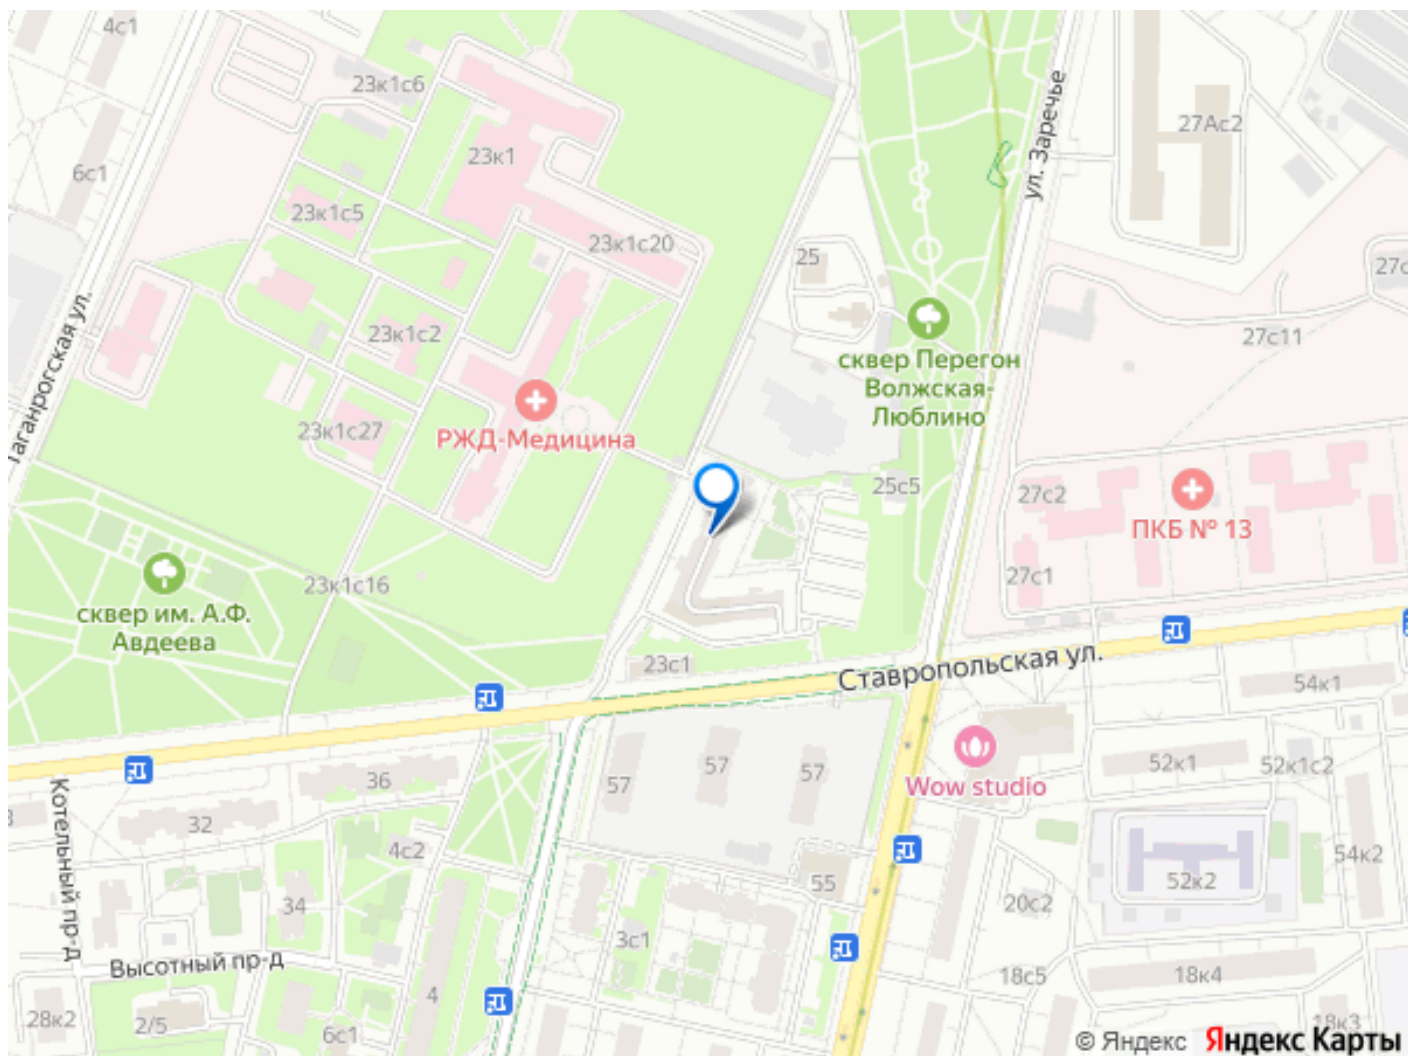 4с1
23к1с6
27Ас2
23к1
6с1
ул. Заречье
23к1с5
23к1с20
25
27с
23к1с2
27с11
сквер Перегон
Волжская-
Люблино
Таганрогская ул.
23к1с27
РЖД-Медицина
25с5
27с2
ПКБ № 13
27с1
23к1с16
сквер им. А.Ф.
Авдеева
23с1
Ставропольская ул.
54к1
57
57
57
Wow studio
52к1
52к1с2
36
Котельный пр-д
3
32
4с2
54к2
55
52к2
34
20с2
3с1
Высотный пр-д
18с5
18к4
4
28к2
2/5
6с1
18к3
© Яндекс Яндекс Карты